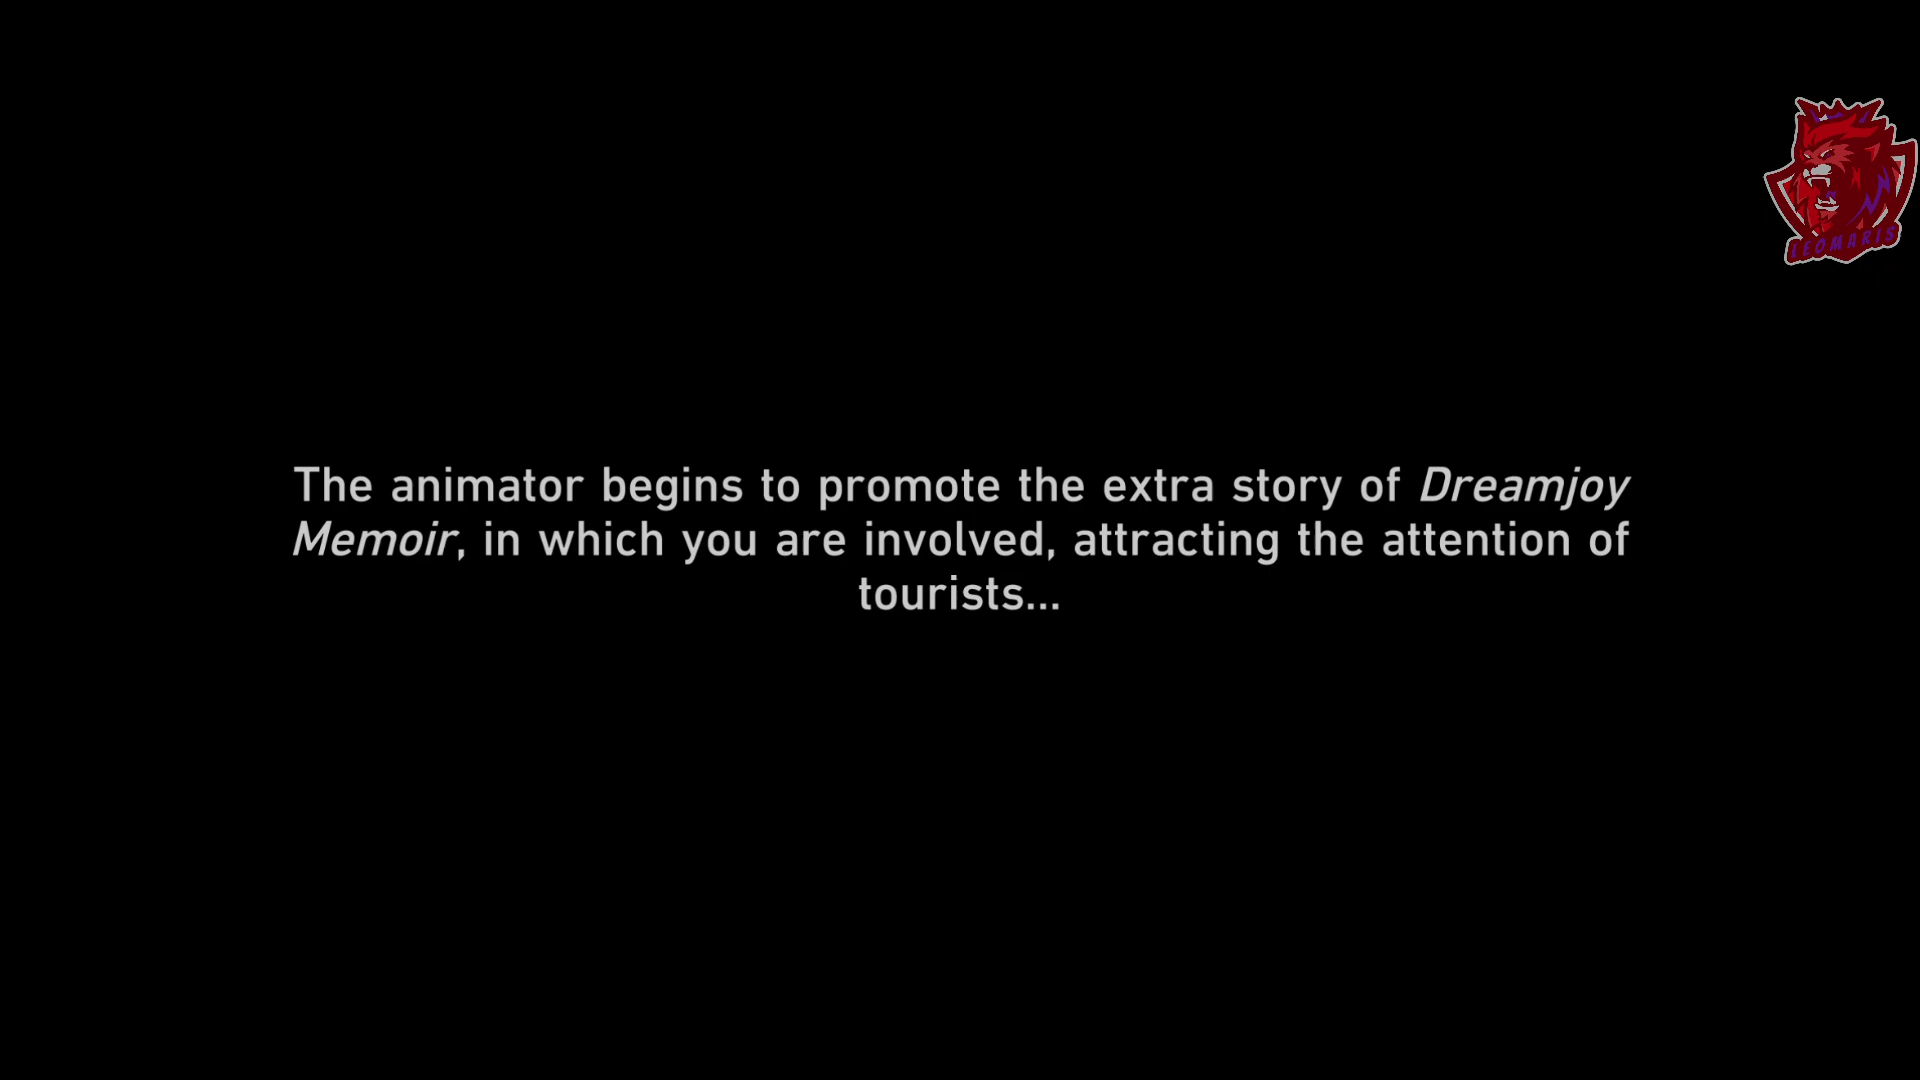 LEOMARIS
The animator begins to promote the extra story of Dreamjoy
Memoir, in which you are involved, attracting the attention of
tourists...